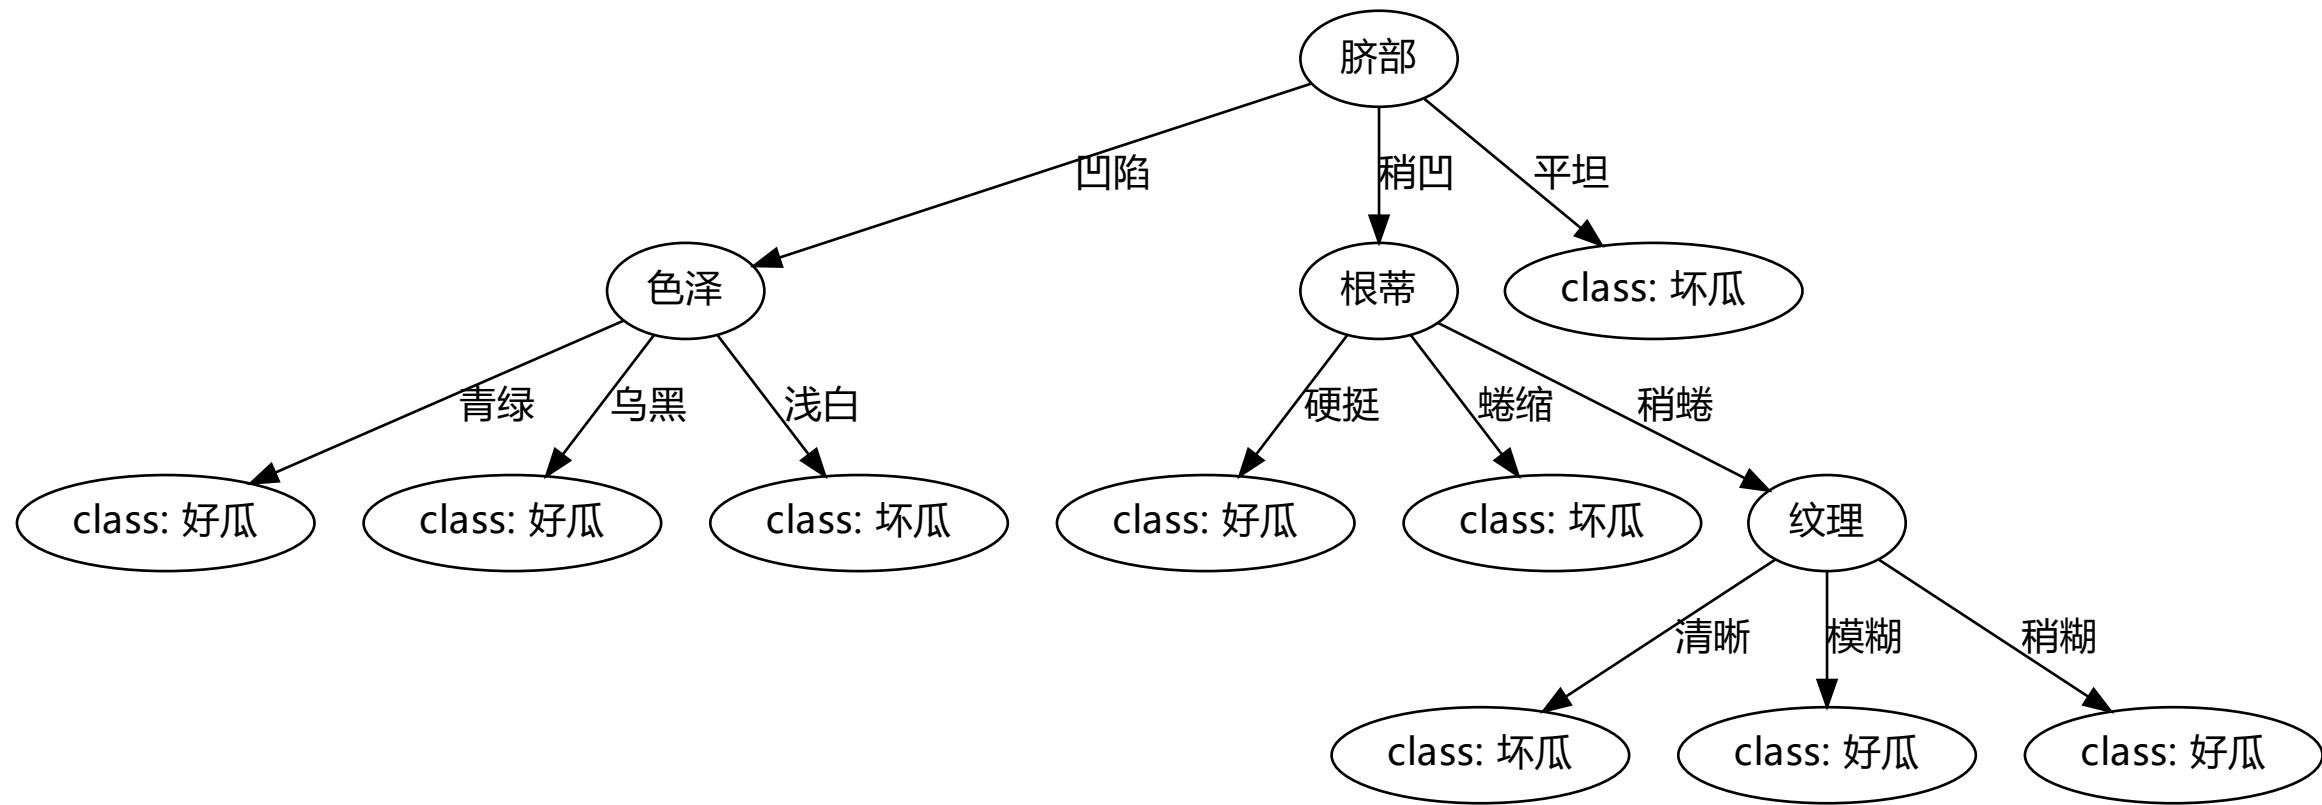 脐部
凹陷
稍凹
平坦
色泽
根蒂
class: 坏瓜
青绿
乌黑
浅白
硬挺
蜷缩
稍蜷
class: 好瓜
class: 好瓜
class: 坏瓜
class: 好瓜
class: 坏瓜
纹理
清晰
模糊
稍糊
class: 坏瓜
class: 好瓜
class: 好瓜